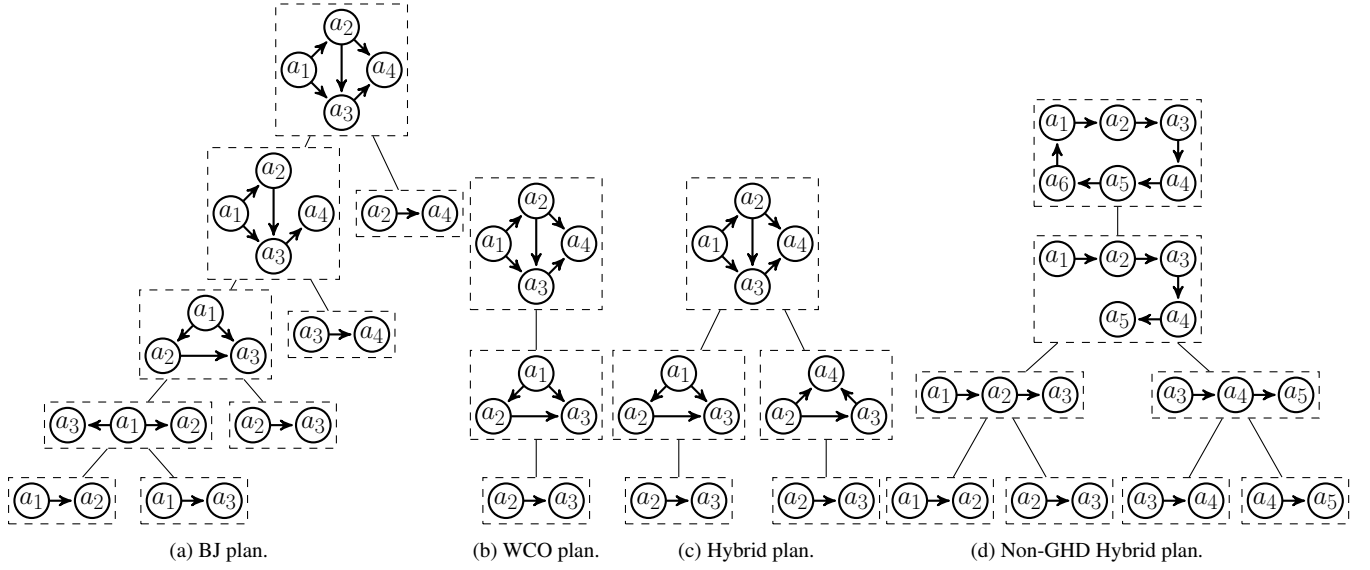 a2
a1 a4
a3
a2
a1 a4
a3
a2 a4
a1
a2 a3
a3 a4
a3 a1 a2
a2 a3
a1 a2
a1 a3
(a) BJ plan.
a2
a1 a4
a3
a1
a2 a3
a2 a3
(b) WCO plan.
a2
a1 a4
a3
a1
a2 a3
a4
a2 a3
a2 a3
a2 a3
(c) Hybrid plan.
a1 a2 a3
a6 a5 a4
a1 a2 a3
a5 a4
a1 a2 a3
a3 a4 a5
a1 a2
a2 a3
a3 a4
a4 a5
(d) Non-GHD Hybrid plan.